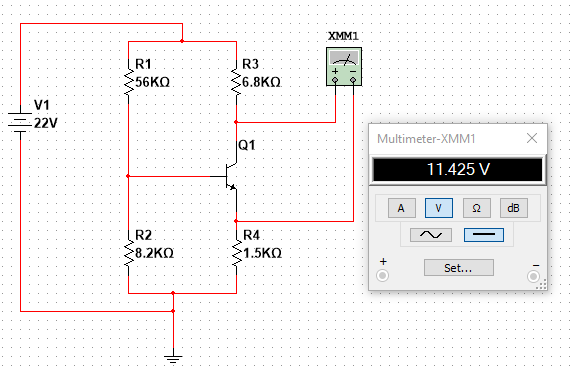 XMM1
R1
56KΩ
R3
6.8KΩ
V1
22V
Q1
R2
8.2KΩ
R4
1.5KΩ
+ −
Multimeter-XMM1
11.425 V
A V Ω dB
+ −
Set...